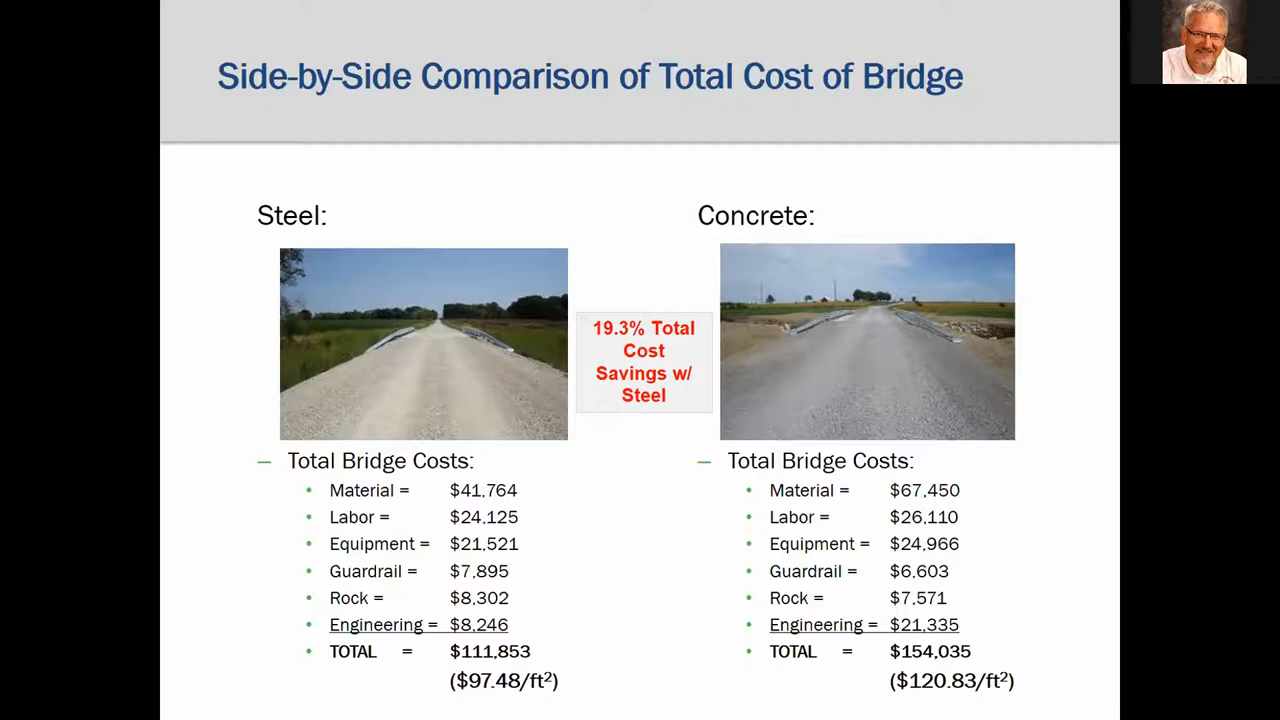 Side-by-Side Comparison of Total Cost of Bridge
Steel:
– Total Bridge Costs:
• Material = $41,764
• Labor = $24,125
• Equipment = $21,521
• Guardrail = $7,895
• Rock = $8,302
• Engineering = $8,246
• TOTAL = $111,853
($97.48/ft²)
19.3% Total
Cost
Savings w/
Steel
Concrete:
– Total Bridge Costs:
• Material = $67,450
• Labor = $26,110
• Equipment = $24,966
• Guardrail = $6,603
• Rock = $7,571
• Engineering = $21,335
• TOTAL = $154,035
($120.83/ft²)